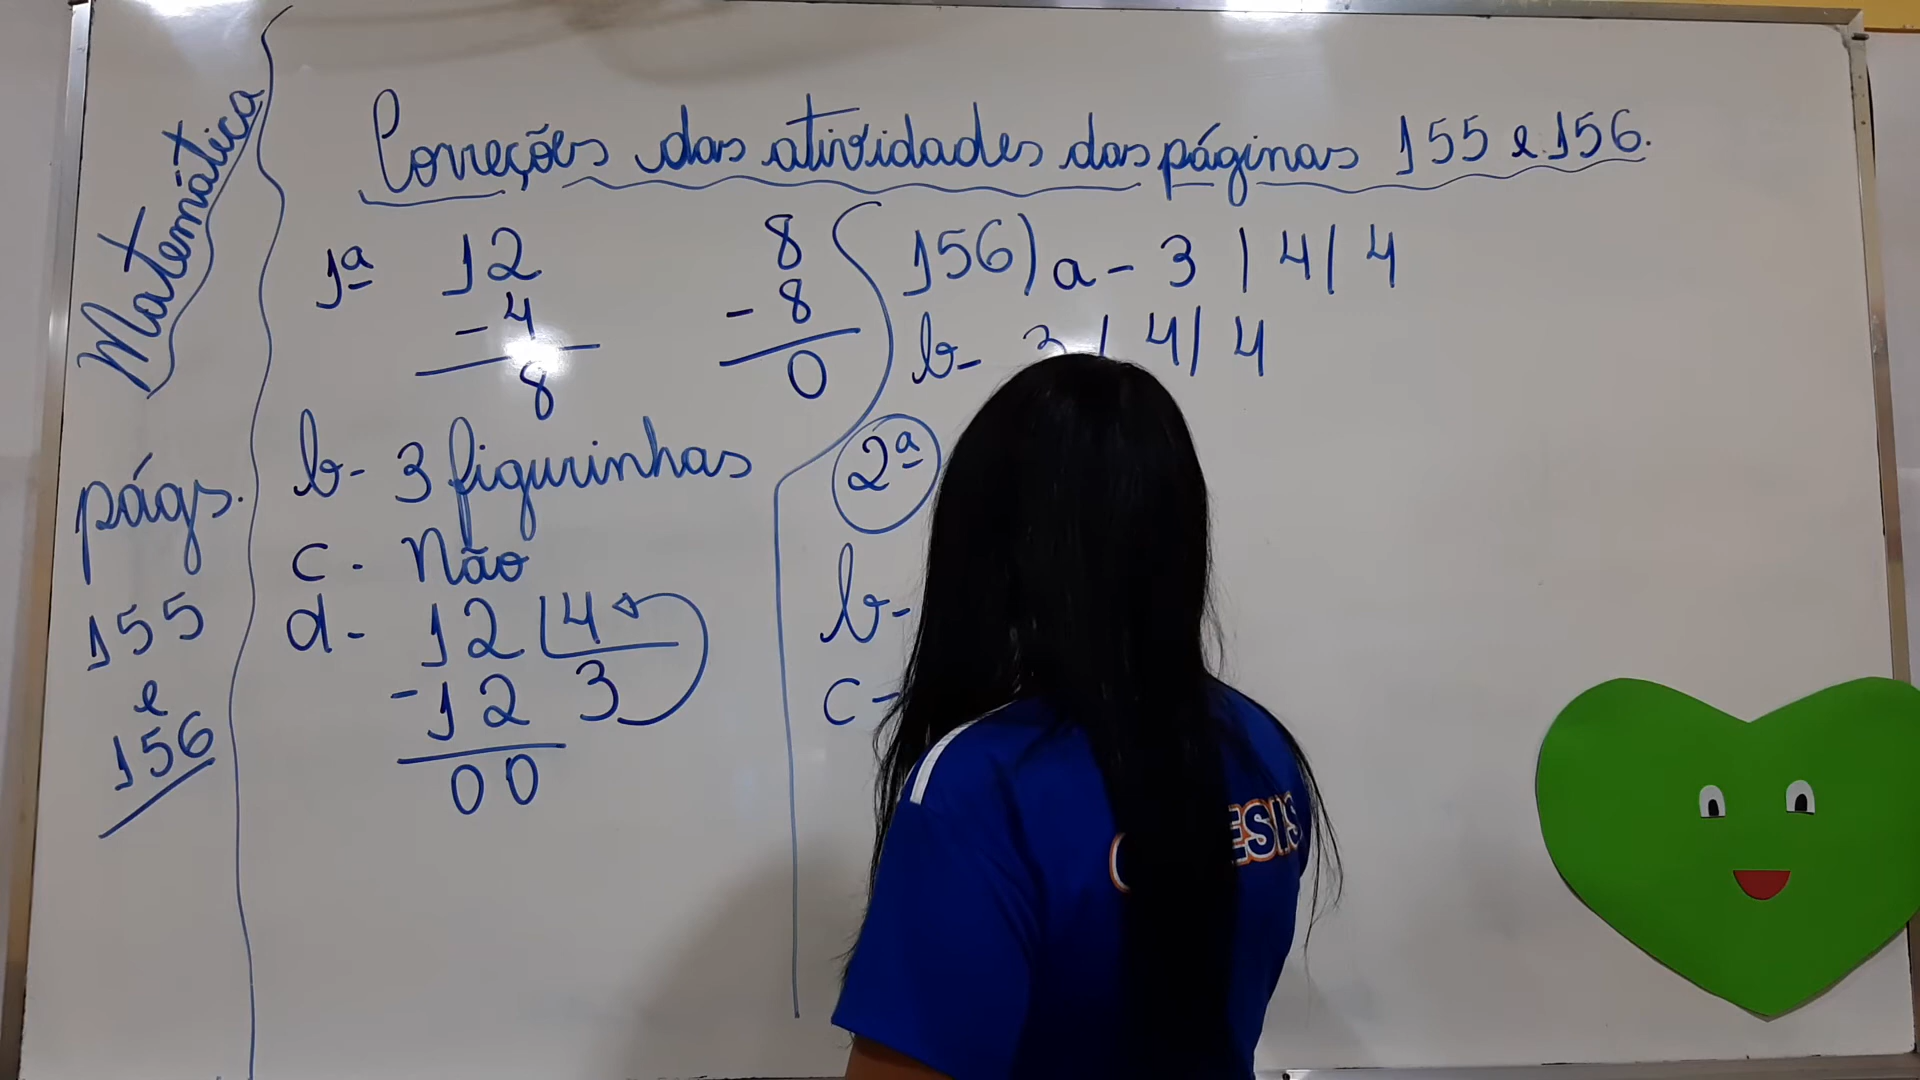 Matemática
págs.
155
e
156
Correções das atividades das páginas 155 e 156.
1ª 12
- 4
8
8
- 8
0
b- 3 figurinhas
c- Não
d- 12 4
-12 3
00
156) a- 3 | 4 | 4
b- 3 | 4 | 4
2ª
b-
c-